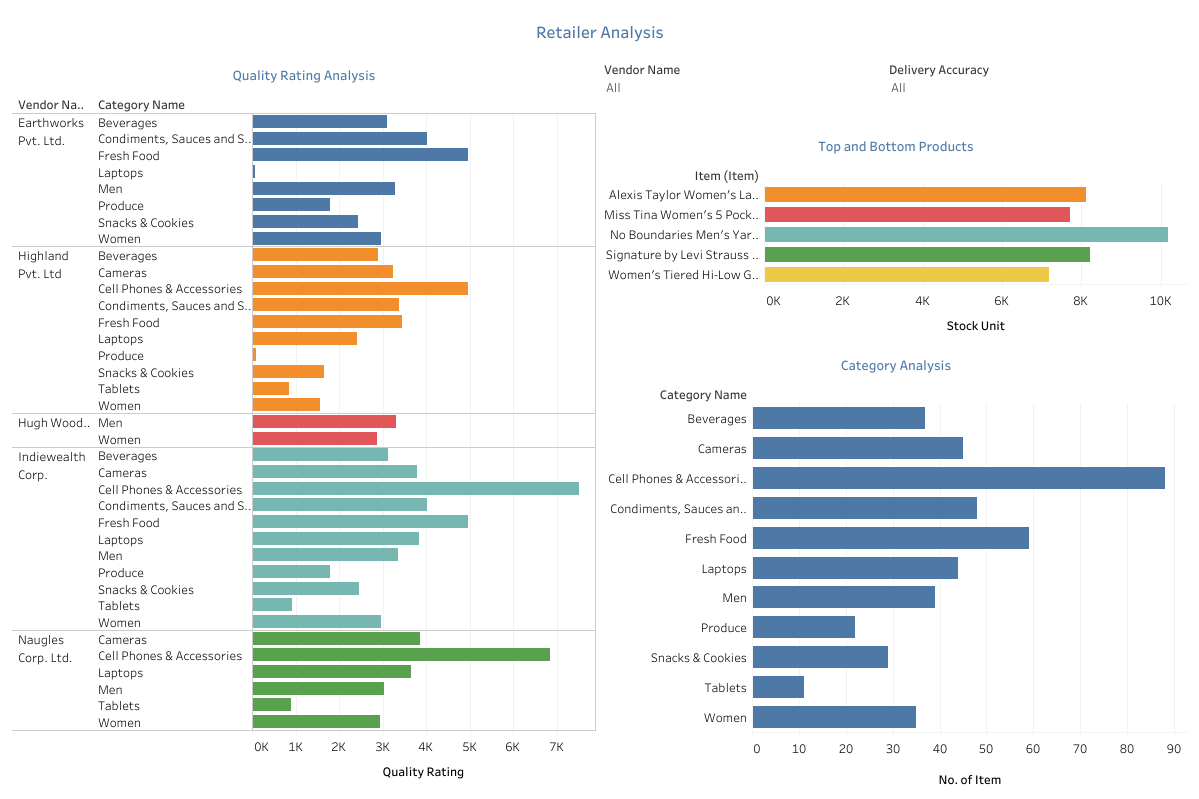 Retailer Analysis
Quality Rating Analysis
Vendor Na.. Category Name
Earthworks Pvt. Ltd.
Beverages
Condiments, Sauces and S..
Fresh Food
Laptops
Men
Produce
Snacks & Cookies
Women
Highland Pvt. Ltd
Beverages
Cameras
Cell Phones & Accessories
Condiments, Sauces and S..
Fresh Food
Laptops
Produce
Snacks & Cookies
Tablets
Women
Hugh Wood..
Men
Women
Indiewealth Corp.
Beverages
Cameras
Cell Phones & Accessories
Condiments, Sauces and S..
Fresh Food
Laptops
Men
Produce
Snacks & Cookies
Tablets
Women
Naugles Corp. Ltd.
Cameras
Cell Phones & Accessories
Laptops
Men
Tablets
Women
0K 1K 2K 3K 4K 5K 6K 7K
Quality Rating
Vendor Name
All
Delivery Accuracy
All
Top and Bottom Products
Item (Item)
Alexis Taylor Women's La..
Miss Tina Women's 5 Pock..
No Boundaries Men's Yar..
Signature by Levi Strauss ..
Women's Tiered Hi-Low G..
0K 2K 4K 6K 8K 10K
Stock Unit
Category Analysis
Category Name
Beverages
Cameras
Cell Phones & Accessori..
Condiments, Sauces an..
Fresh Food
Laptops
Men
Produce
Snacks & Cookies
Tablets
Women
0 10 20 30 40 50 60 70 80 90
No. of Item